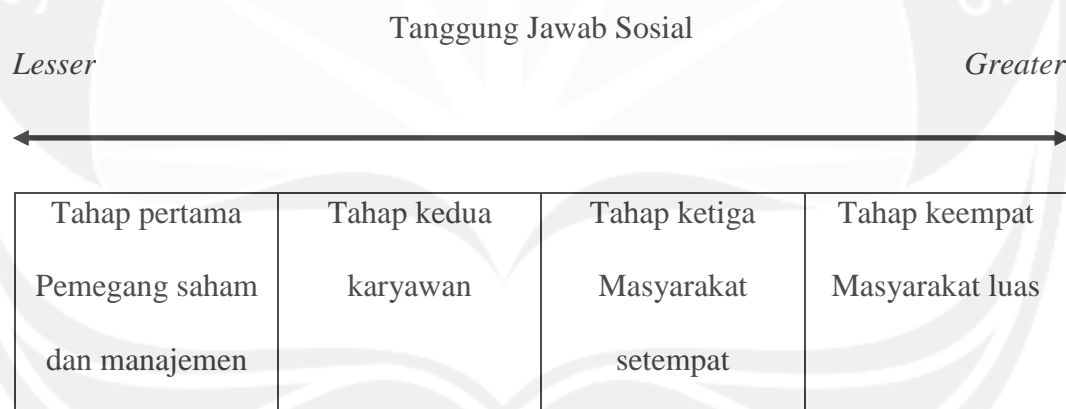 Tanggung Jawab Sosial
Lesser Greater
Tahap pertama
Pemegang saham
dan manajemen
Tahap kedua
karyawan
Tahap ketiga
Masyarakat
setempat
Tahap keempat
Masyarakat luas